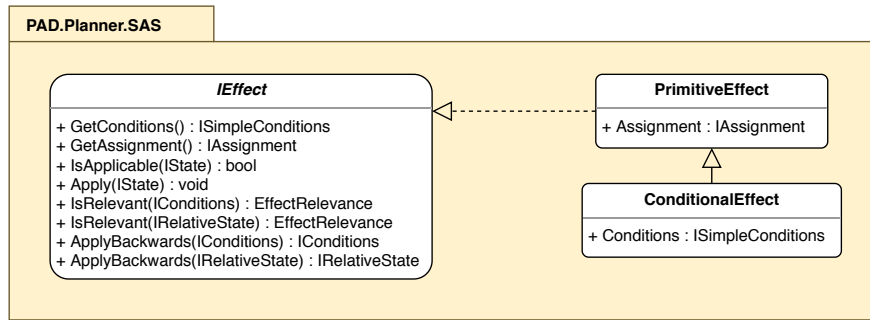 PAD.Planner.SAS
IEffect
+ GetConditions() : ISimpleConditions
+ GetAssignment() : IAssignment
+ IsApplicable(IState) : bool
+ Apply(IState) : void
+ IsRelevant(IConditions) : EffectRelevance
+ IsRelevant(IRelativeState) : EffectRelevance
+ ApplyBackwards(IConditions) : IConditions
+ ApplyBackwards(IRelativeState) : IRelativeState
PrimitiveEffect
+ Assignment : IAssignment
ConditionalEffect
+ Conditions : ISimpleConditions